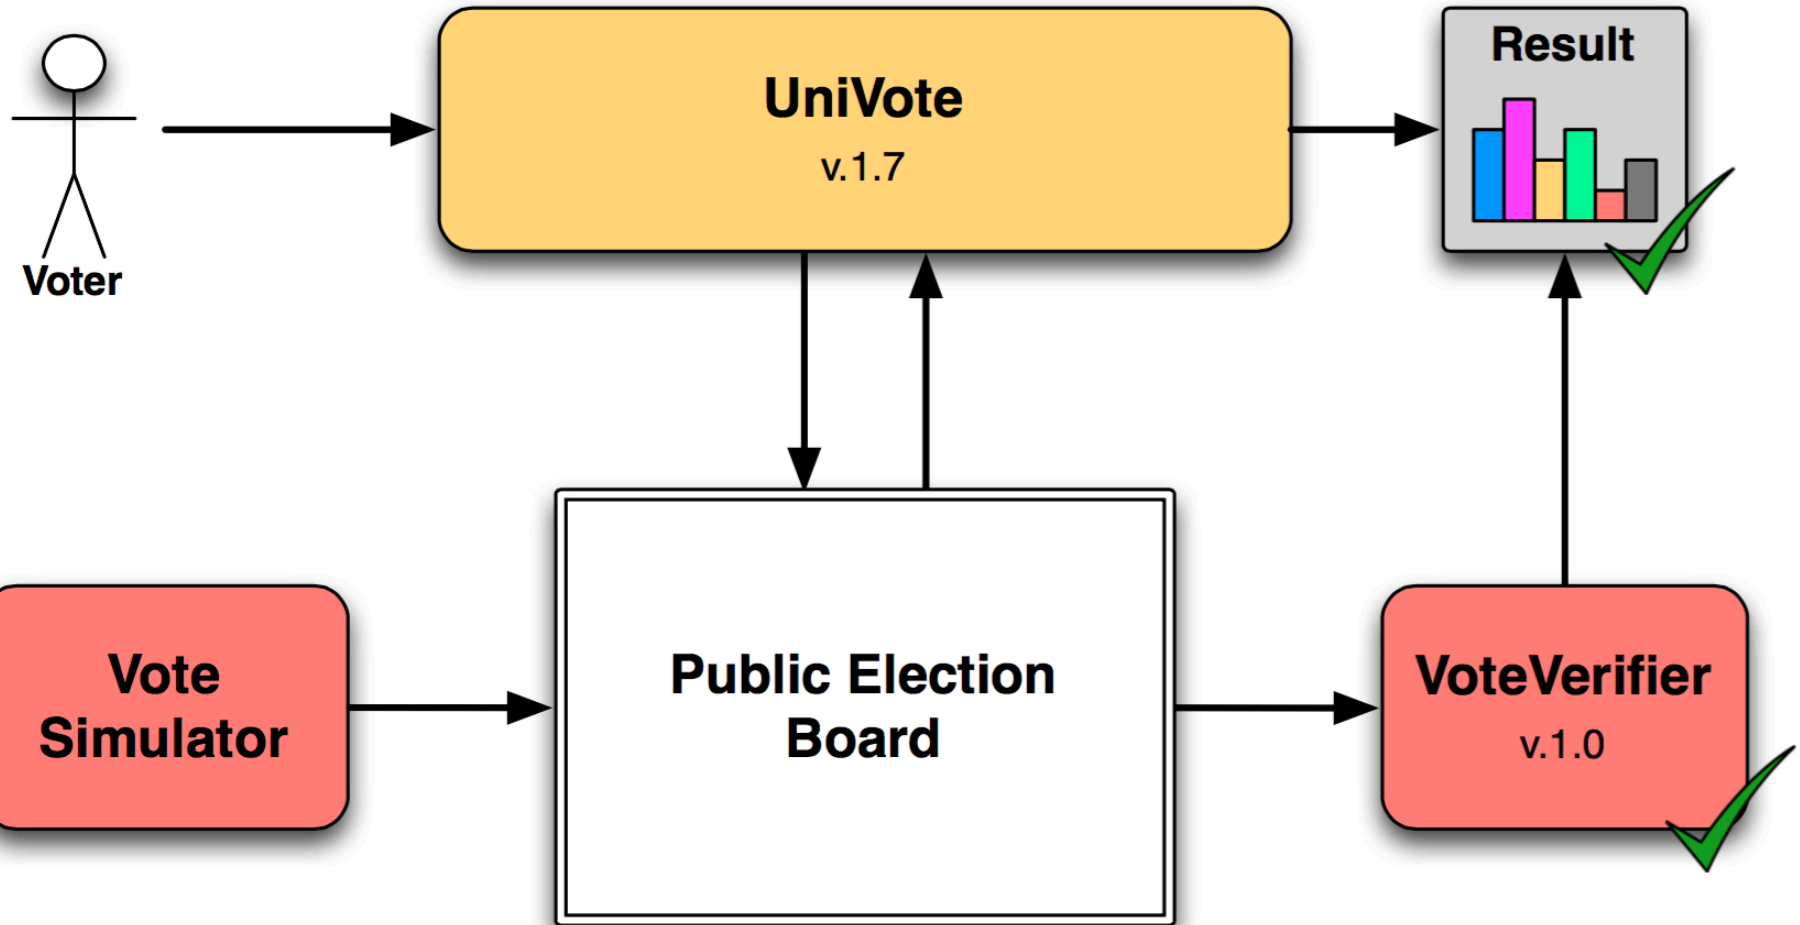 UniVote
v.1.7
Result
Voter
Vote
Simulator
Public Election
Board
VoteVerifier
v.1.0